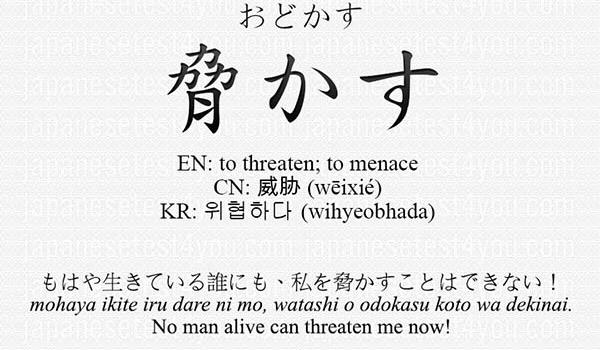 おどかす
脅かす
EN: to threaten; to menace
CN: 威胁 (wēixié)
KR: 위협하다 (wihyeobhada)
もはや生きている誰にも、私を脅かすことはできない！
mohaya ikite iru dare ni mo, watashi o odokasu koto wa dekinai.
No man alive can threaten me now!